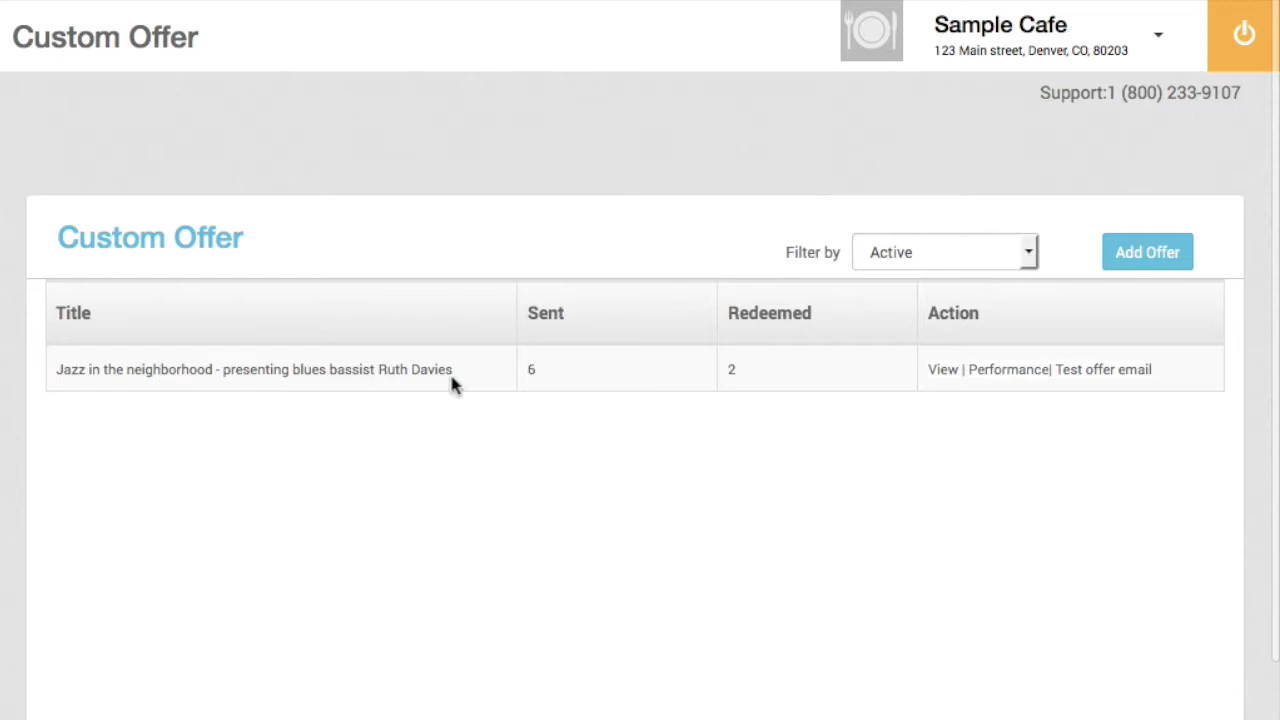 Custom Offer
Sample Cafe
123 Main street, Denver, CO, 80203
Support:1 (800) 233-9107
Custom Offer
Filter by Active Add Offer
Title Sent Redeemed Action
Jazz in the neighborhood - presenting blues bassist Ruth Davies 6 2 View | Performance| Test offer email